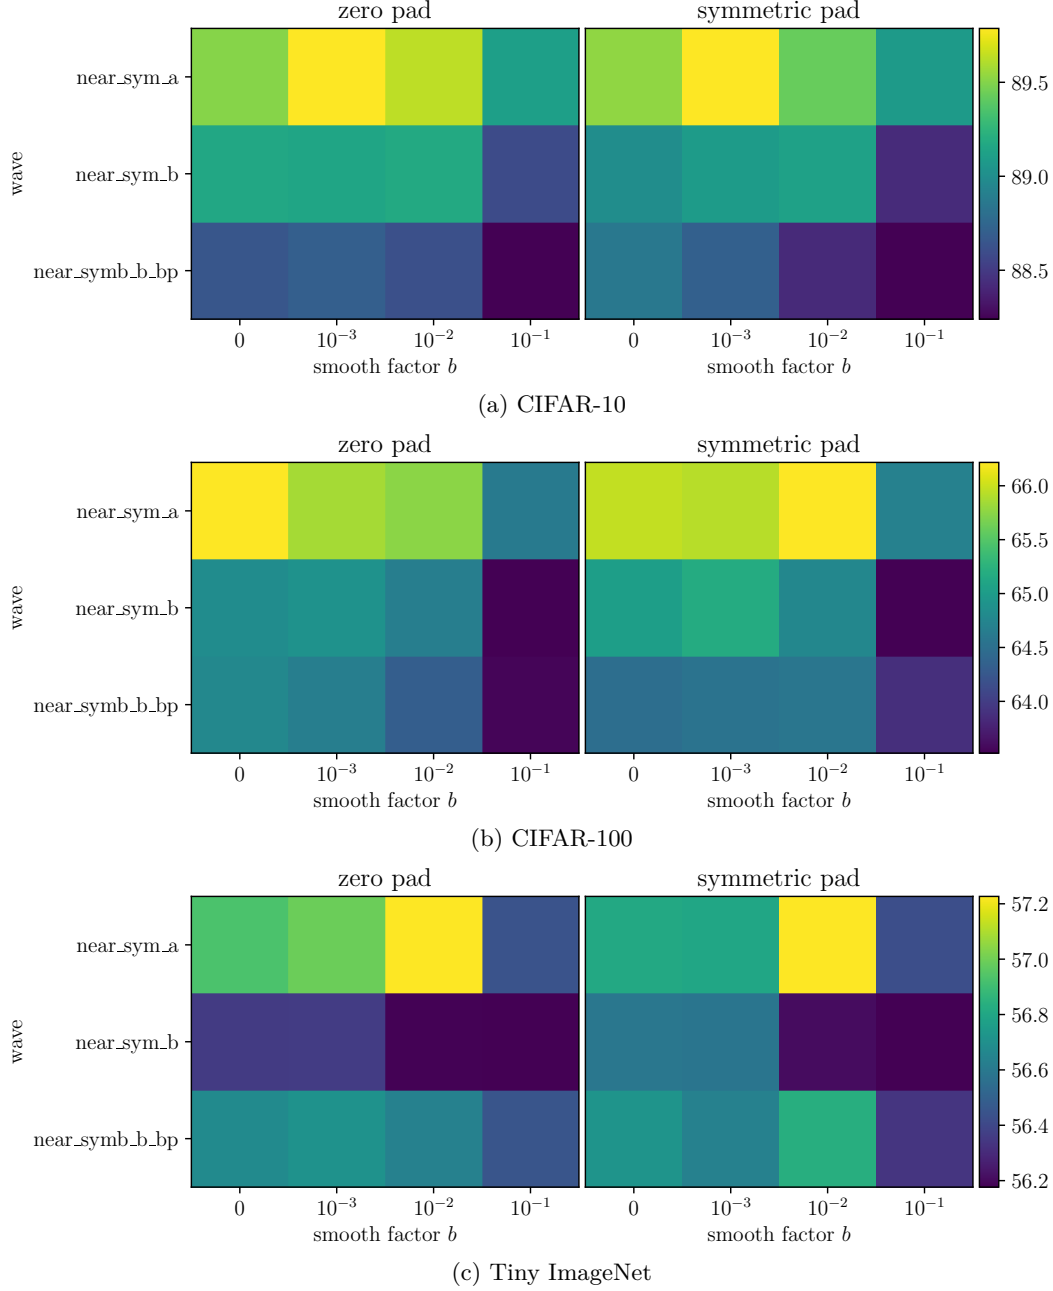 zero pad symmetric pad
near_sym_a
near_sym_b
near_symb_b_bp
wave
0 10⁻³ 10⁻² 10⁻¹ 0 10⁻³ 10⁻² 10⁻¹
smooth factor b smooth factor b
89.5
89.0
88.5
(a) CIFAR-10
zero pad symmetric pad
near_sym_a
near_sym_b
near_symb_b_bp
wave
0 10⁻³ 10⁻² 10⁻¹ 0 10⁻³ 10⁻² 10⁻¹
smooth factor b smooth factor b
66.0
65.5
65.0
64.5
64.0
(b) CIFAR-100
zero pad symmetric pad
near_sym_a
near_sym_b
near_symb_b_bp
wave
0 10⁻³ 10⁻² 10⁻¹ 0 10⁻³ 10⁻² 10⁻¹
smooth factor b smooth factor b
57.2
57.0
56.8
56.6
56.4
56.2
(c) Tiny ImageNet